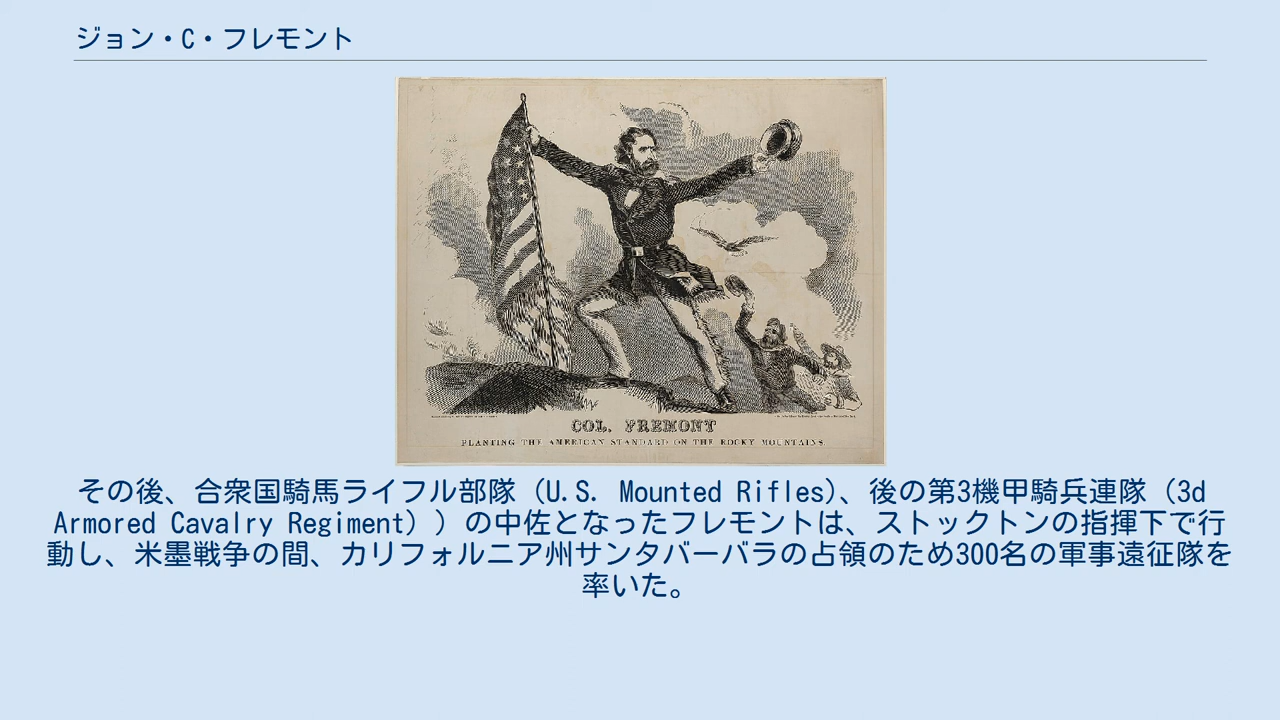 ジョン・C・フレモント
COL. FREMONT
PLANTING THE AMERICAN STANDARD ON THE ROCKY MOUNTAINS.
その後、合衆国騎馬ライフル部隊（U.S. Mounted Rifles)、後の第3機甲騎兵連隊（3d
Armored Cavalry Regiment））の中佐となったフレモントは、ストックトンの指揮下で行
動し、米墨戦争の間、カリフォルニア州サンタバーバラの占領のため300名の軍事遠征隊を
率いた。